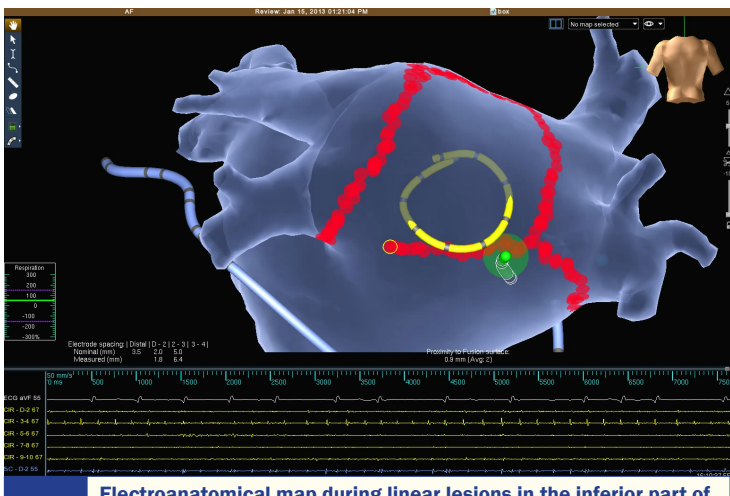 AF Review: Jan 15, 2013 01:21:04 PM box
No map selected
Respiration
300
200
100
0
-100
-200
-300%
Electrode spacing: | Distal | D - 2 | 2 - 3 | 3 - 4 |
Nominal (mm) 3.5 2.0 5.0
Measured (mm) 1.8 6.4
Proximity to Fusion surface:
0.9 mm (Avg: 2)
50 mm/s
0 ms 500 1000 1500 2000 2500 3000 3500 4000 4500 5000 5500 6000 6500 7000 750
ECG aVF 55
CIR - D-2 67
CIR - 3-4 67
CIR - 5-6 67
CIR - 7-8 67
CIR - 9-10 67
SC - D-2 55
16:10:37.55
Electroanatomical map during linear lesions in the inferior part of